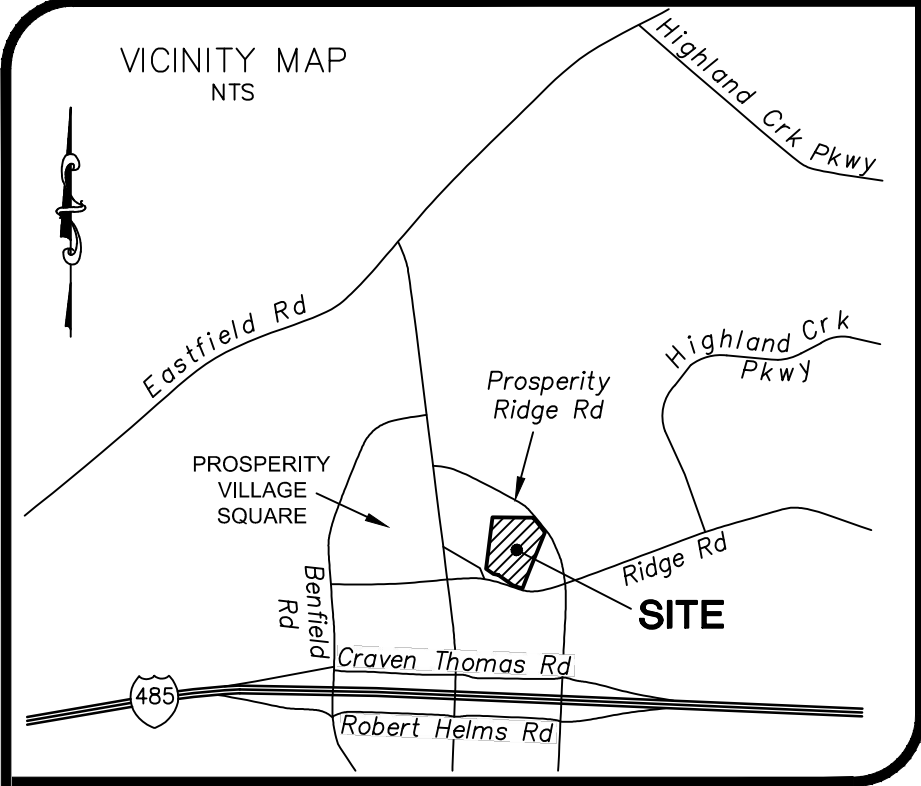 VICINITY MAP
NTS
Highland Crk Pkwy
Eastfield Rd
Highland Crk
Pkwy
Prosperity
Ridge Rd
PROSPERITY
VILLAGE
SQUARE
Ridge Rd
SITE
Benfield
Rd
Craven Thomas Rd
485
Robert Helms Rd